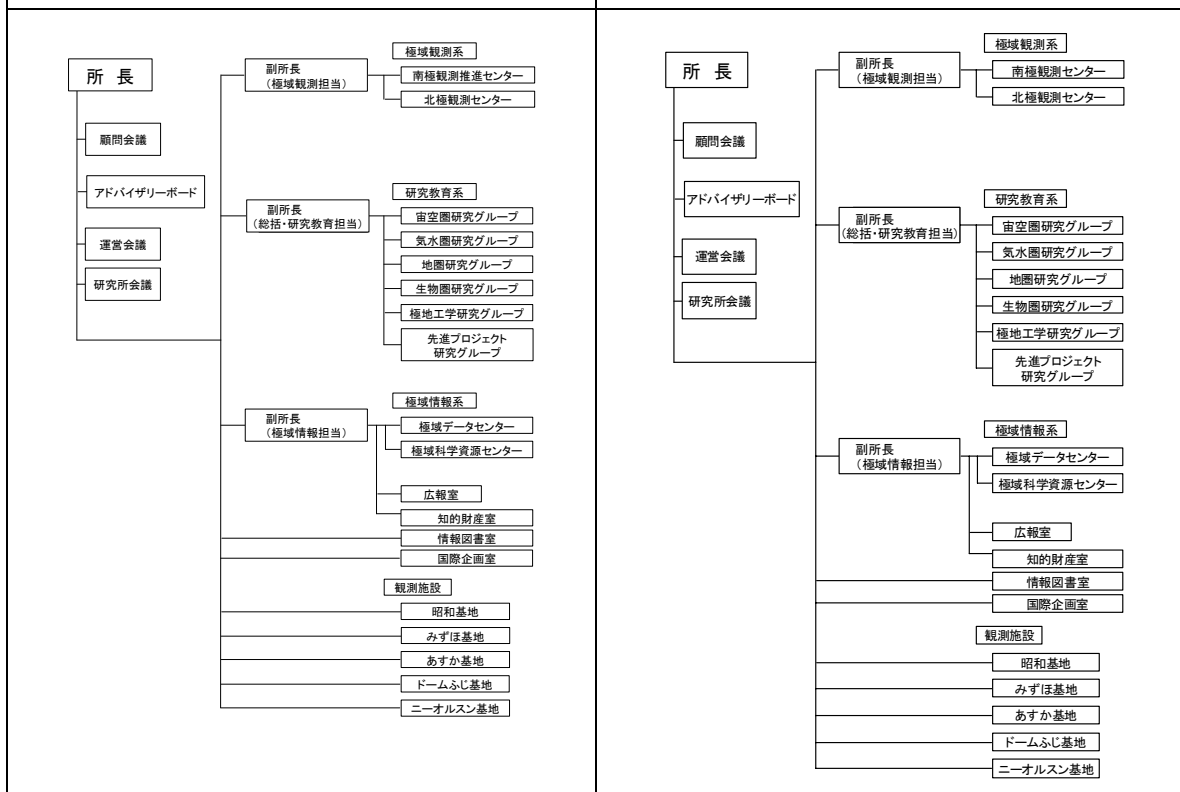 所 長
顧問会議
アドバイザリーボード
運営会議
研究所会議
副所長
(極域観測担当)
極域観測系
南極観測推進センター
北極観測センター
副所長
(総括・研究教育担当)
研究教育系
宙空圏研究グループ
気水圏研究グループ
地圏研究グループ
生物圏研究グループ
極地工学研究グループ
先進プロジェクト
研究グループ
副所長
(極域情報担当)
極域情報系
極域データセンター
極域科学資源センター
広報室
知的財産室
情報図書室
国際企画室
観測施設
昭和基地
みずほ基地
あすか基地
ドームふじ基地
ニーオルスン基地
所 長
顧問会議
アドバイザリーボード
運営会議
研究所会議
副所長
(極域観測担当)
極域観測系
南極観測センター
北極観測センター
副所長
(総括・研究教育担当)
研究教育系
宙空圏研究グループ
気水圏研究グループ
地圏研究グループ
生物圏研究グループ
極地工学研究グループ
先進プロジェクト
研究グループ
副所長
(極域情報担当)
極域情報系
極域データセンター
極域科学資源センター
広報室
知的財産室
情報図書室
国際企画室
観測施設
昭和基地
みずほ基地
あすか基地
ドームふじ基地
ニーオルスン基地